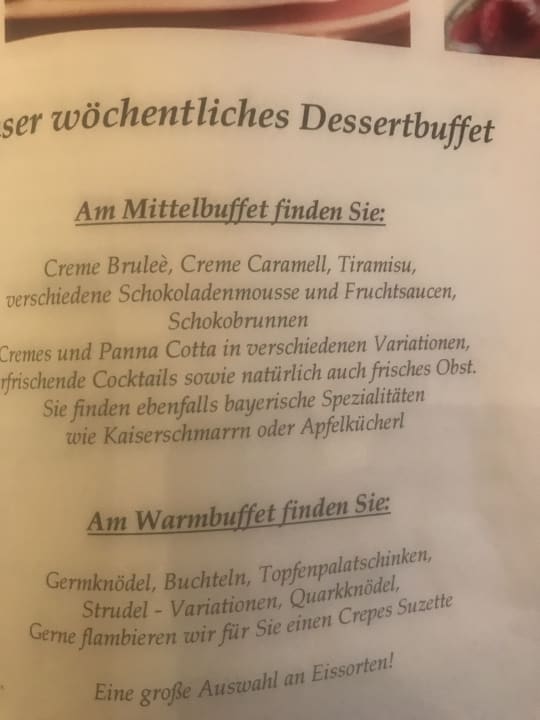 wöchentliches Dessertbuffet
Am Mittelbuffet finden Sie:
Creme Bruleè, Creme Caramell, Tiramisu,
verschiedene Schokoladenmousse und Fruchtsaucen,
Schokobrunnen
Cremes und Panna Cotta in verschiedenen Variationen,
rfrischende Cocktails sowie natürlich auch frisches Obst.
Sie finden ebenfalls bayerische Spezialitäten
wie Kaiserschmarrn oder Apfelkücherl
Am Warmbuffet finden Sie:
Germknödel, Buchteln, Topfenpalatschinken,
Strudel - Variationen, Quarkknödel,
Gerne flambieren wir für Sie einen Crepes Suzette
Eine große Auswahl an Eissorten!